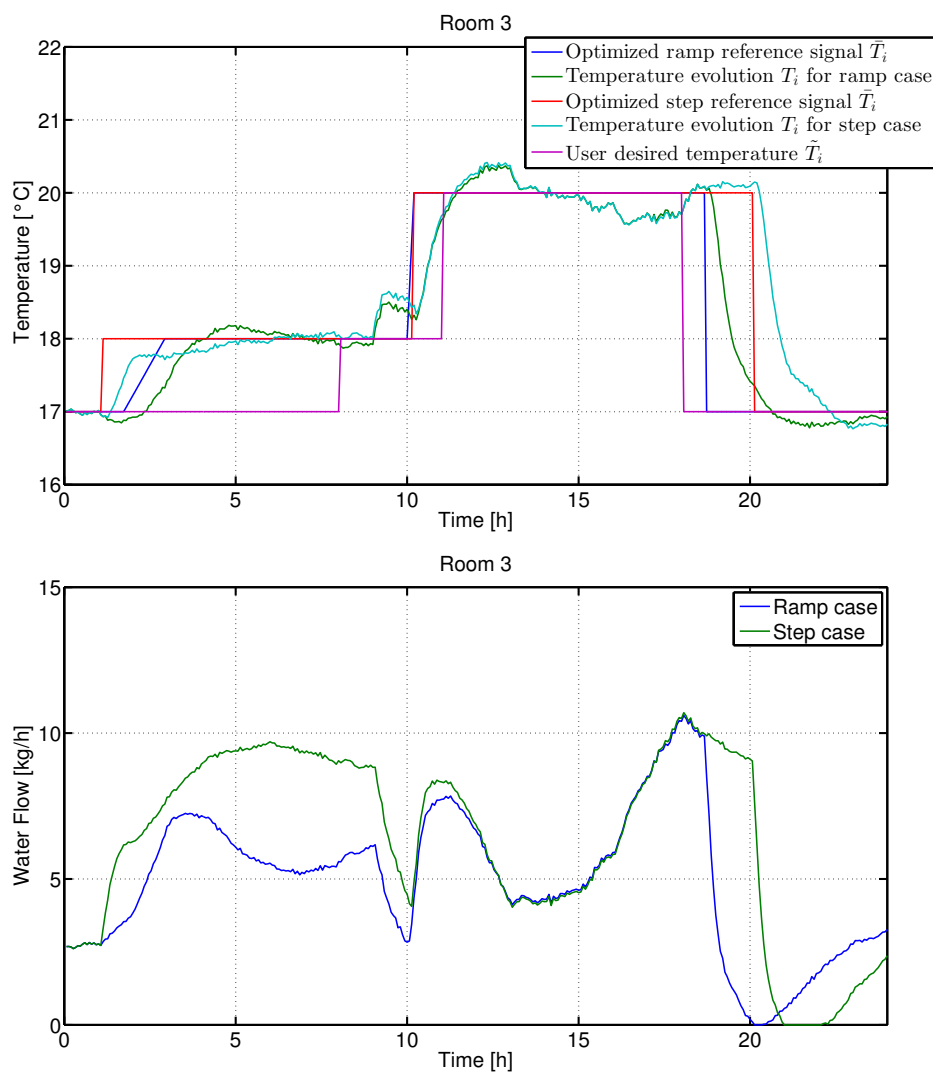 Room 3
22
21
20
19
18
17
16
Temperature [°C]
Optimized ramp reference signal T̄ᵢ
Temperature evolution Tᵢ for ramp case
Optimized step reference signal T̄ᵢ
Temperature evolution Tᵢ for step case
User desired temperature T̃ᵢ
0 5 10 15 20
Time [h]
Room 3
15
10
5
0
Water Flow [kg/h]
Ramp case
Step case
0 5 10 15 20
Time [h]